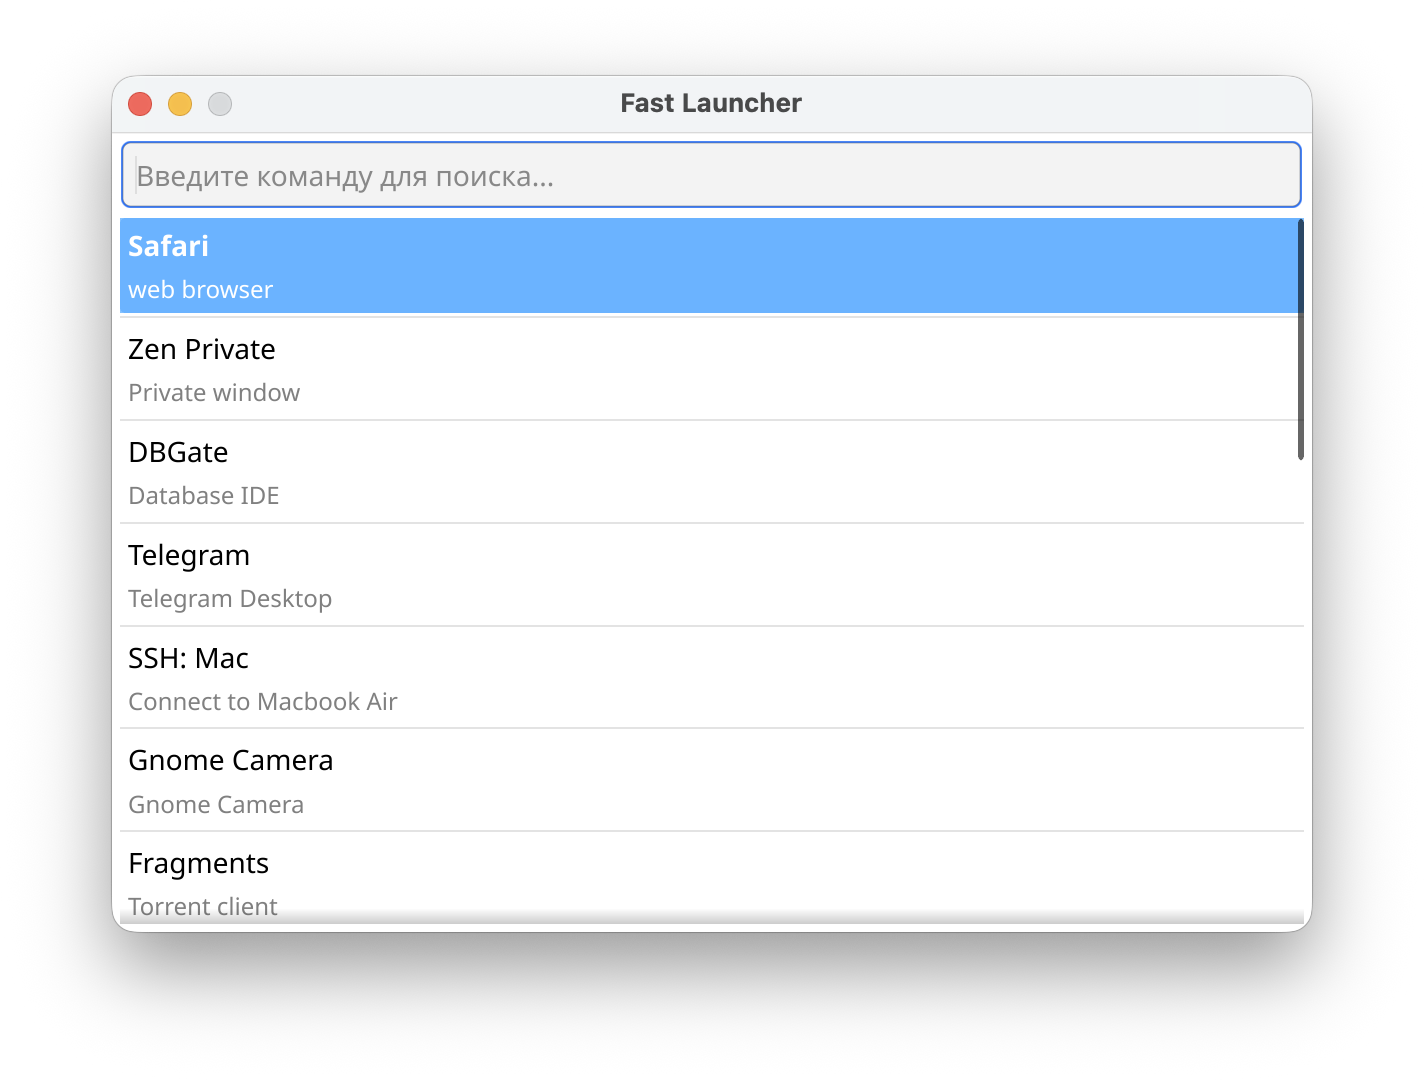 Fast Launcher
Введите команду для поиска...
Safari
web browser
Zen Private
Private window
DBGate
Database IDE
Telegram
Telegram Desktop
SSH: Mac
Connect to Macbook Air
Gnome Camera
Gnome Camera
Fragments
Torrent client